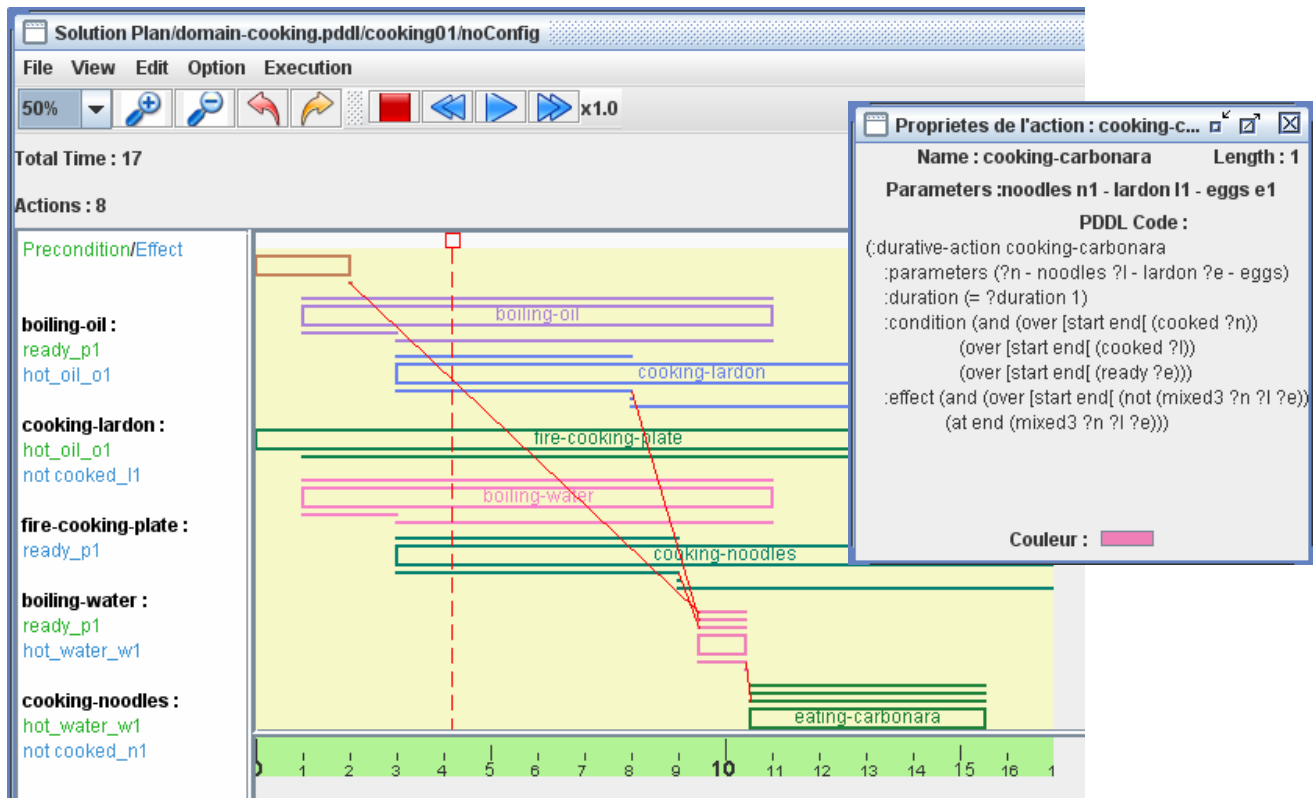 Solution Plan/domain-cooking.pddl/cooking01/noConfig
File View Edit Option Execution
50%
x1.0
Total Time : 17
Actions : 8
Precondition/Effect
boiling-oil :
ready_p1
hot_oil_o1
cooking-lardon :
hot_oil_o1
not cooked_l1
fire-cooking-plate :
ready_p1
boiling-water :
ready_p1
hot_water_w1
cooking-noodles :
hot_water_w1
not cooked_n1
boiling-oil
cooking-lardon
fire-cooking-plate
boiling-water
cooking-noodles
eating-carbonara
0 1 2 3 4 5 6 7 8 9 10 11 12 13 14 15 16 1
Proprietes de l'action : cooking-c...
Name : cooking-carbonara Length : 1
Parameters :noodles n1 - lardon l1 - eggs e1
PDDL Code :
(:durative-action cooking-carbonara
:parameters (?n - noodles ?l - lardon ?e - eggs)
:duration (= ?duration 1)
:condition (and (over [start end[ (cooked ?n))
(over [start end[ (cooked ?l))
(over [start end[ (ready ?e)))
:effect (and (over [start end[ (not (mixed3 ?n ?l ?e))
(at end (mixed3 ?n ?l ?e)))
Couleur :